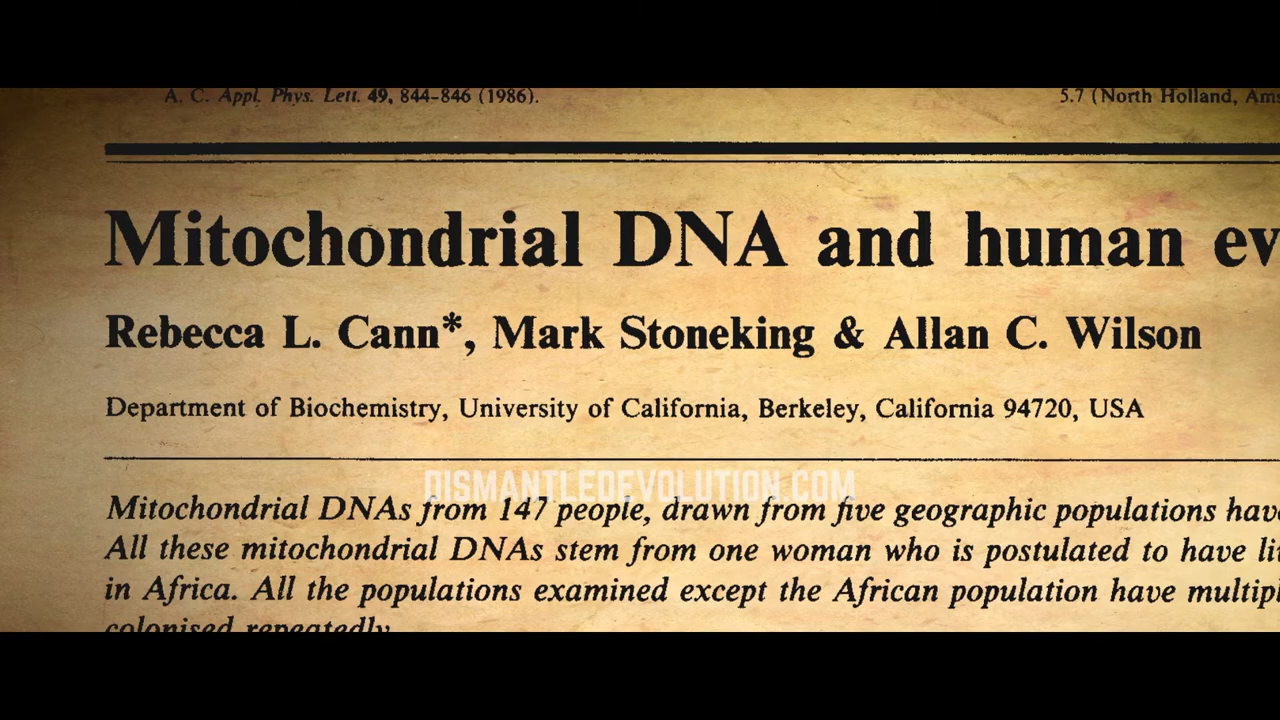 A. C. Appl. Phys. Lett. 49, 844–846 (1986).
5.7 (North Holland, Ams
Mitochondrial DNA and human ev
Rebecca L. Cann*, Mark Stoneking & Allan C. Wilson
Department of Biochemistry, University of California, Berkeley, California 94720, USA
DISMANTLEDEVOLUTION.COM
Mitochondrial DNAs from 147 people, drawn from five geographic populations have
All these mitochondrial DNAs stem from one woman who is postulated to have li
in Africa. All the populations examined except the African population have multipl
colonised repeatedly.